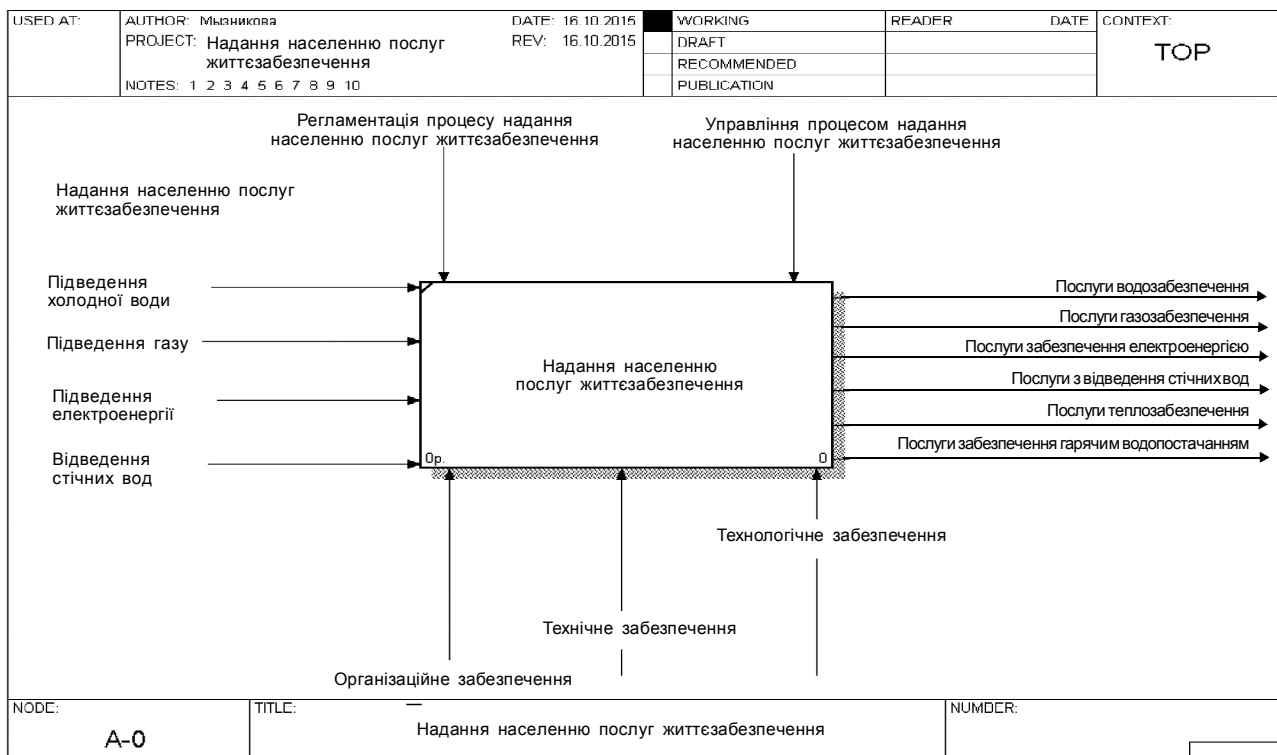 USED AT:
AUTHOR: Мызникова
DATE: 16.10.2015
WORKING
READER
DATE
CONTEXT:
PROJECT: Надання населенню послуг
життєзабезпечення
REV: 16.10.2015
DRAFT
TOP
RECOMMENDED
NOTES: 1 2 3 4 5 6 7 8 9 10
PUBLICATION
Регламентація процесу надання
населенню послуг життєзабезпечення
Управління процесом надання
населенню послуг життєзабезпечення
Надання населенню послуг
життєзабезпечення
Підведення
холодної води
Підведення газу
Підведення
електроенергії
Відведення
стічних вод
Надання населенню
послуг життєзабезпечення
0р.
0
Послуги водозабезпечення
Послуги газозабезпечення
Послуги забезпечення електроенергією
Послуги з відведення стічних вод
Послуги теплозабезпечення
Послуги забезпечення гарячим водопостачанням
Технологічне забезпечення
Технічне забезпечення
Організаційне забезпечення
NODE:
A-0
TITLE:
Надання населенню послуг життєзабезпечення
NUMBER: